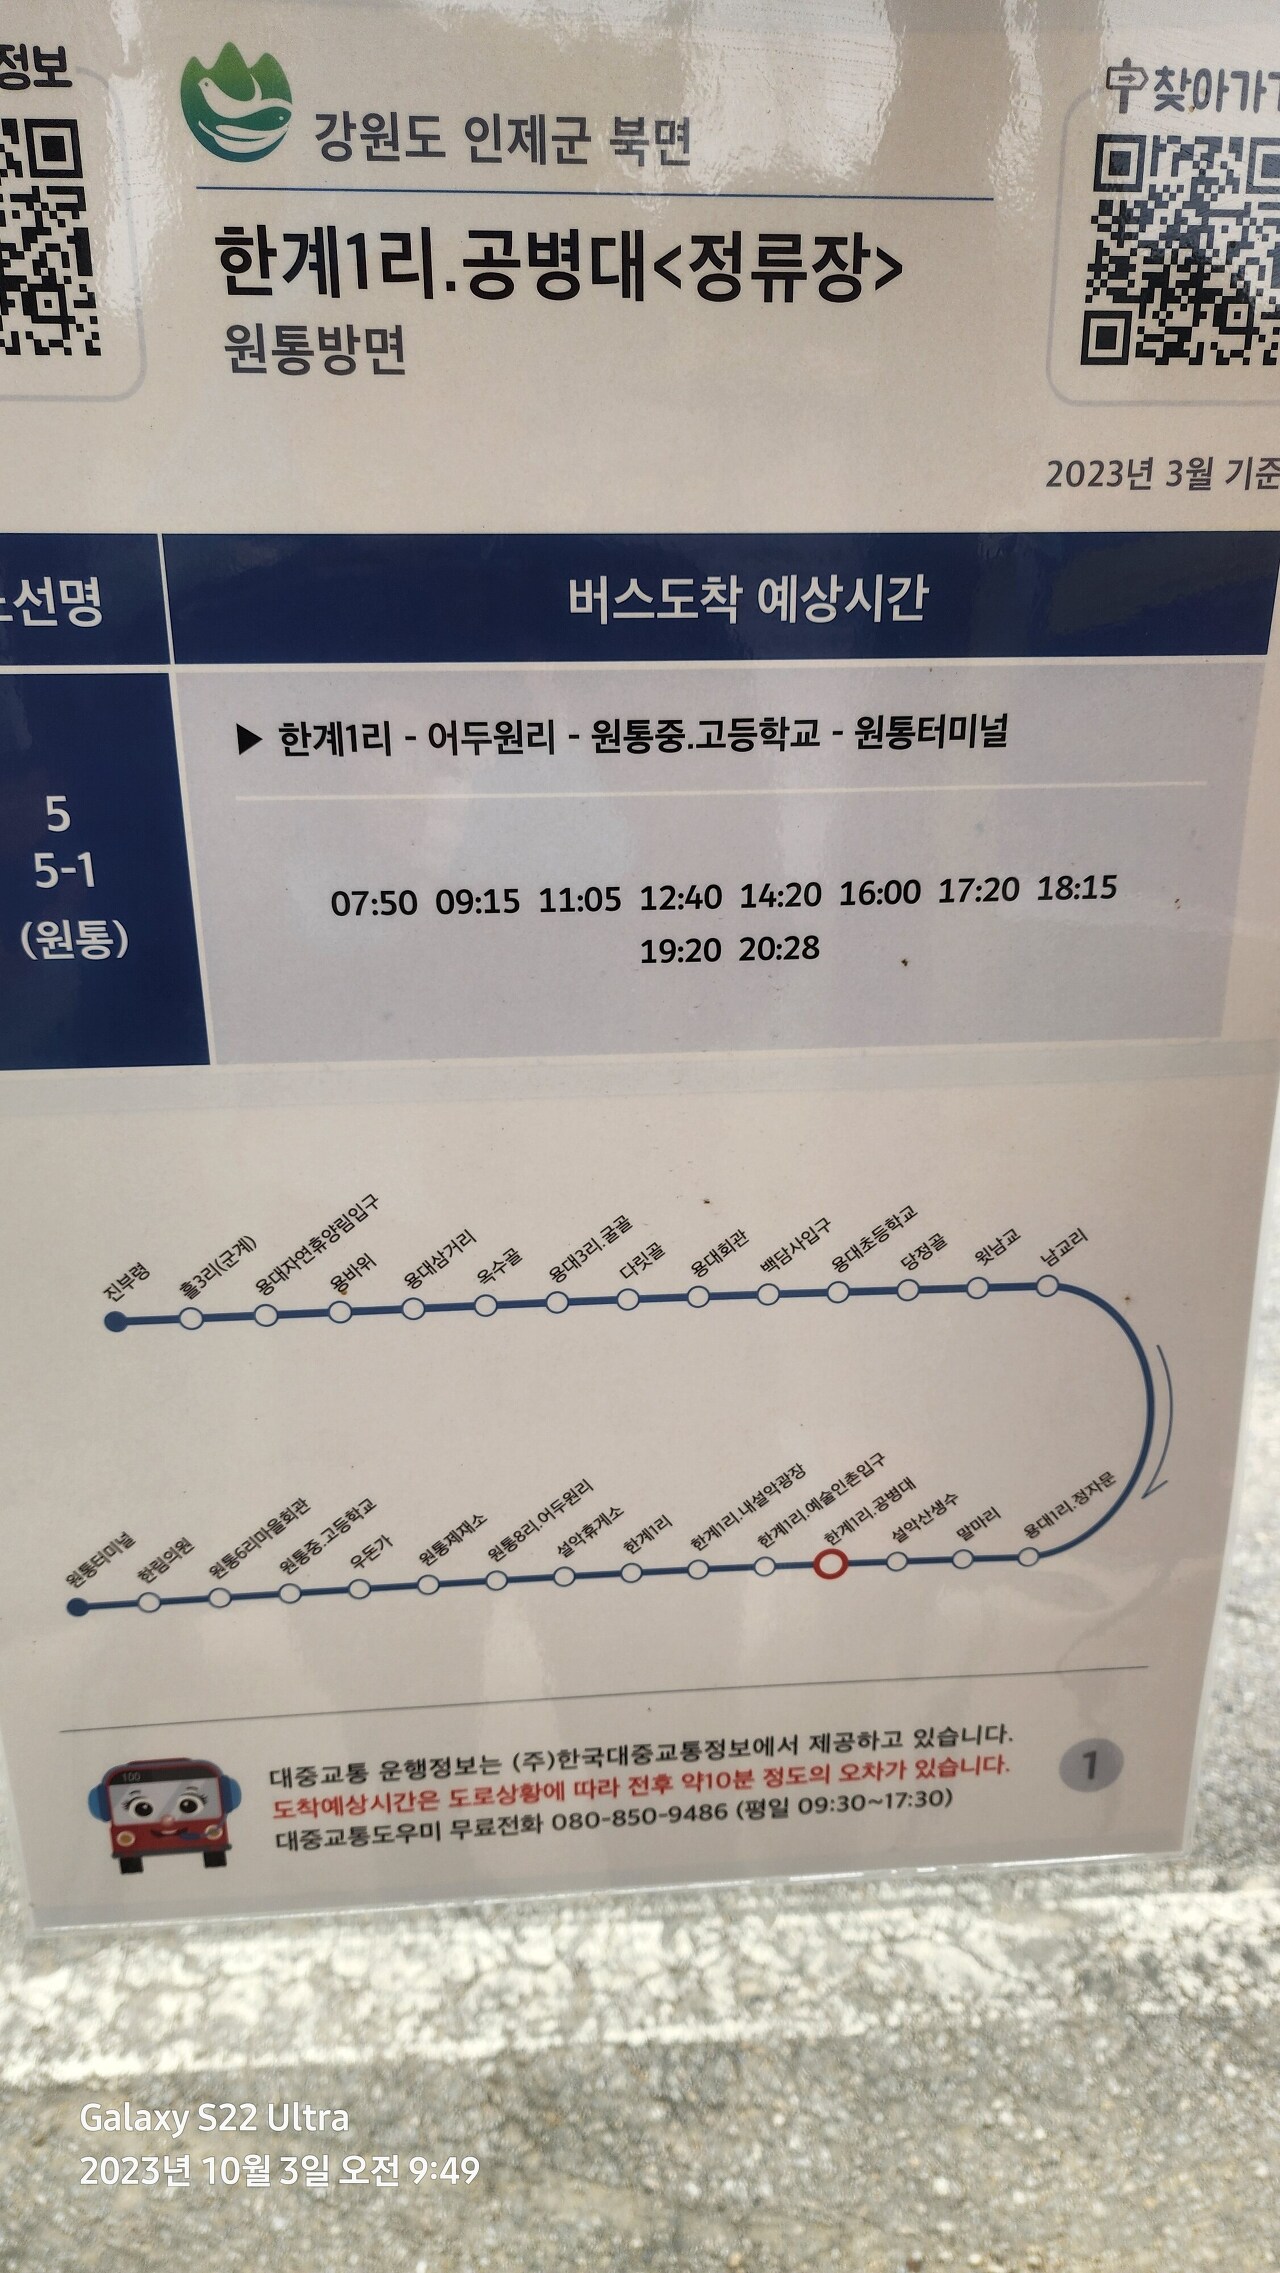 정보
강원도 인제군 북면
찾아가기
한계1리.공병대<정류장>
원통방면
2023년 3월 기준
노선명
버스도착 예상시간
▶ 한계1리 - 어두원리 - 원통중.고등학교 - 원통터미널
5
5-1
(원통)
07:50 09:15 11:05 12:40 14:20 16:00 17:20 18:15
19:20 20:28
진부령
흘3리(군계)
용대자연휴양림입구
용바위
용대삼거리
옥수골
용대3리.굴골
다릿골
용대회관
백담사입구
용대초등학교
당정골
윗남교
남교리
원통터미널
한림의원
원통6리마을회관
원통중.고등학교
우돈가
원통제재소
원통8리.어두원리
설악휴게소
한계1리
한계1리.내설악광장
한계1리.예술인촌입구
한계1리.공병대
설악산생수
말마리
용대1리.정자문
100
대중교통 운행정보는 (주)한국대중교통정보에서 제공하고 있습니다.
도착예상시간은 도로상황에 따라 전후 약10분 정도의 오차가 있습니다.
대중교통도우미 무료전화 080-850-9486 (평일 09:30~17:30)
1
Galaxy S22 Ultra
2023년 10월 3일 오전 9:49